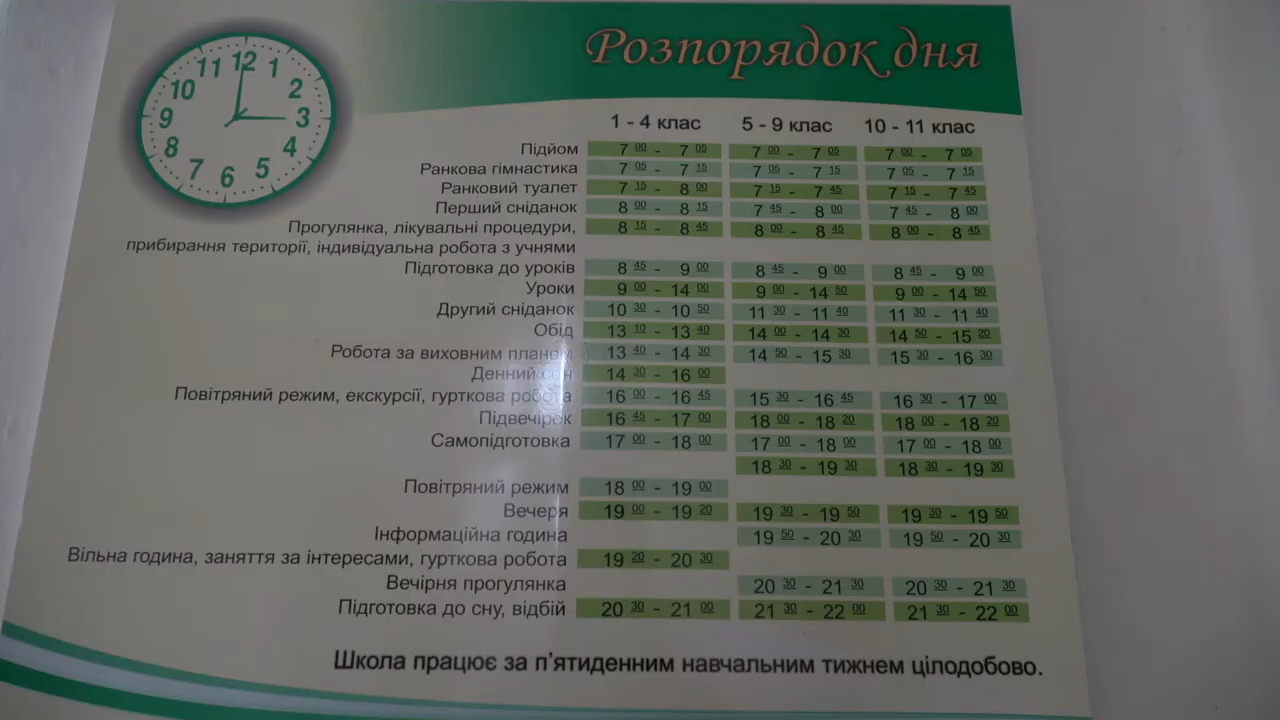 Розпорядок дня
12
1
2
3
4
5
6
7
8
9
10
11
1 - 4 клас 5 - 9 клас 10 - 11 клас
Підйом 7 00 - 7 05 7 00 - 7 05 7 00 - 7 05
Ранкова гімнастика 7 05 - 7 15 7 05 - 7 15 7 05 - 7 15
Ранковий туалет 7 15 - 8 00 7 15 - 7 45 7 15 - 7 45
Перший сніданок 8 00 - 8 15 7 45 - 8 00 7 45 - 8 00
Прогулянка, лікувальні процедури, 8 15 - 8 45 8 00 - 8 45 8 00 - 8 45
прибирання території, індивідуальна робота з учнями
Підготовка до уроків 8 45 - 9 00 8 45 - 9 00 8 45 - 9 00
Уроки 9 00 - 14 00 9 00 - 14 50 9 00 - 14 50
Другий сніданок 10 30 - 10 50 11 30 - 11 40 11 30 - 11 40
Обід 13 10 - 13 40 14 00 - 14 30 14 50 - 15 20
Робота за виховним планом 13 40 - 14 30 14 50 - 15 30 15 30 - 16 30
Денний сон 14 30 - 16 00
Повітряний режим, екскурсії, гурткова робота 16 00 - 16 45 15 30 - 16 45 16 30 - 17 00
Підвечірок 16 45 - 17 00 18 00 - 18 20 18 00 - 18 20
Самопідготовка 17 00 - 18 00 17 00 - 18 00 17 00 - 18 00
18 30 - 19 30 18 30 - 19 30
Повітряний режим 18 00 - 19 00
Вечеря 19 00 - 19 20 19 30 - 19 50 19 30 - 19 50
Інформаційна година 19 50 - 20 30 19 50 - 20 30
Вільна година, заняття за інтересами, гурткова робота 19 20 - 20 30
Вечірня прогулянка 20 30 - 21 30 20 30 - 21 30
Підготовка до сну, відбій 20 30 - 21 00 21 30 - 22 00 21 30 - 22 00
Школа працює за п’ятиденним навчальним тижнем цілодобово.